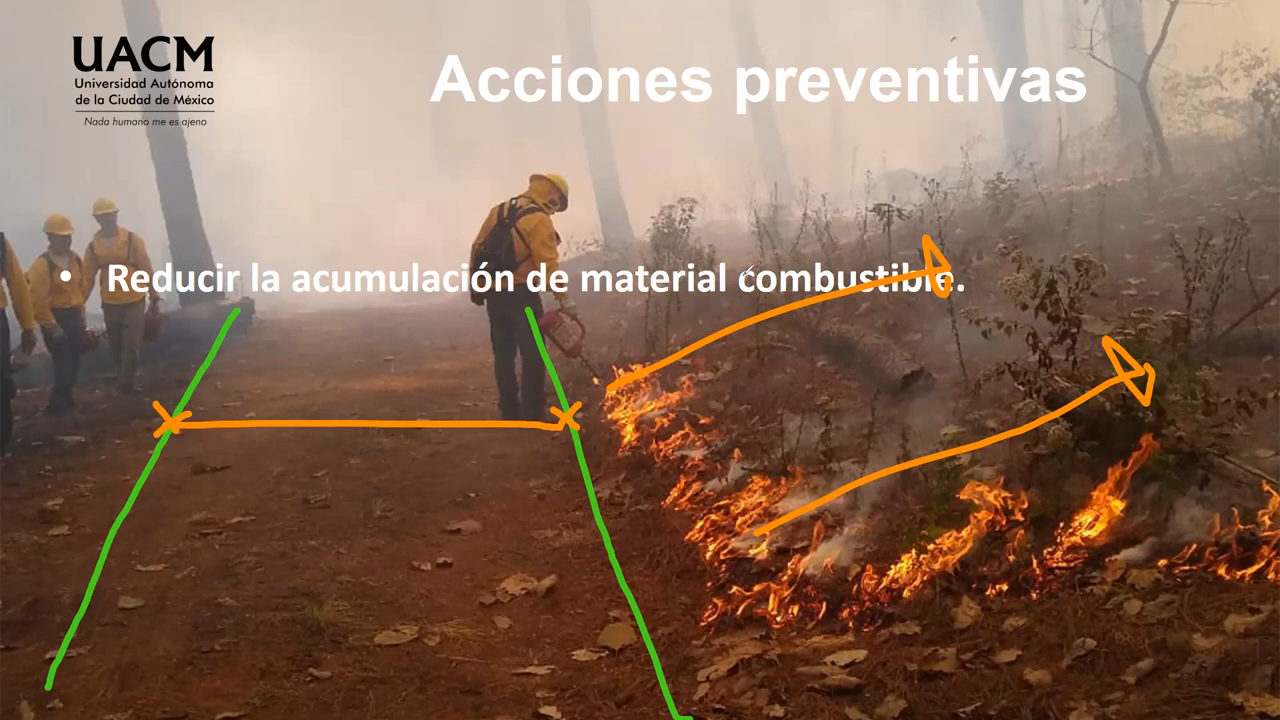 UACM
Universidad Autónoma
de la Ciudad de México
Nada humano me es ajeno
Acciones preventivas
• Reducir la acumulación de material combustible.